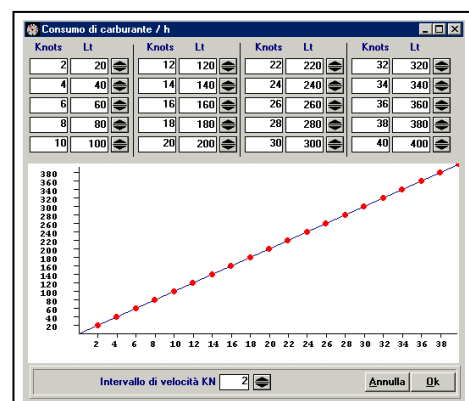 Consumo di carburante / h
Knots Lt Knots Lt Knots Lt Knots Lt
2 20 12 120 22 220 32 320
4 40 14 140 24 240 34 340
6 60 16 160 26 260 36 360
8 80 18 180 28 280 38 380
10 100 20 200 30 300 40 400
380
360
340
320
300
280
260
240
220
200
180
160
140
120
100
80
60
40
20
2 4 6 8 10 12 14 16 18 20 22 24 26 28 30 32 34 36 38
Intervallo di velocità KN 2 Annulla Ok